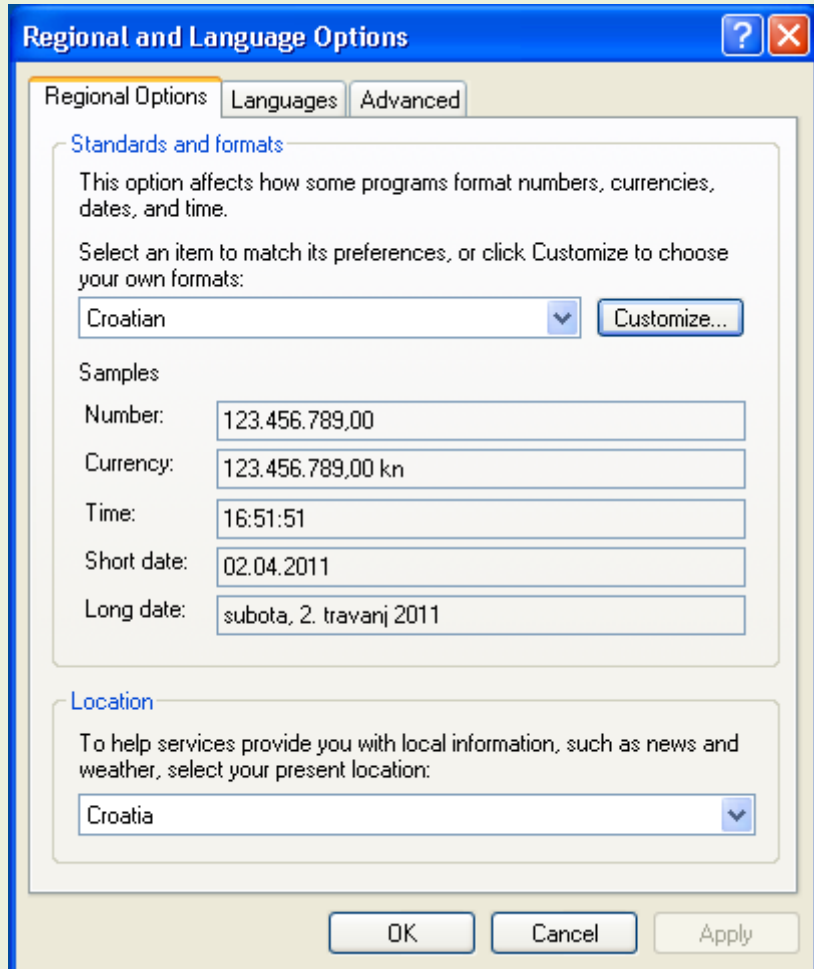 Regional and Language Options
Regional Options
Languages
Advanced
Standards and formats
This option affects how some programs format numbers, currencies,
dates, and time.
Select an item to match its preferences, or click Customize to choose
your own formats:
Croatian
Customize...
Samples
Number: 123.456.789,00
Currency: 123.456.789,00 kn
Time: 16:51:51
Short date: 02.04.2011
Long date: subota, 2. travanj 2011
Location
To help services provide you with local information, such as news and
weather, select your present location:
Croatia
OK
Cancel
Apply